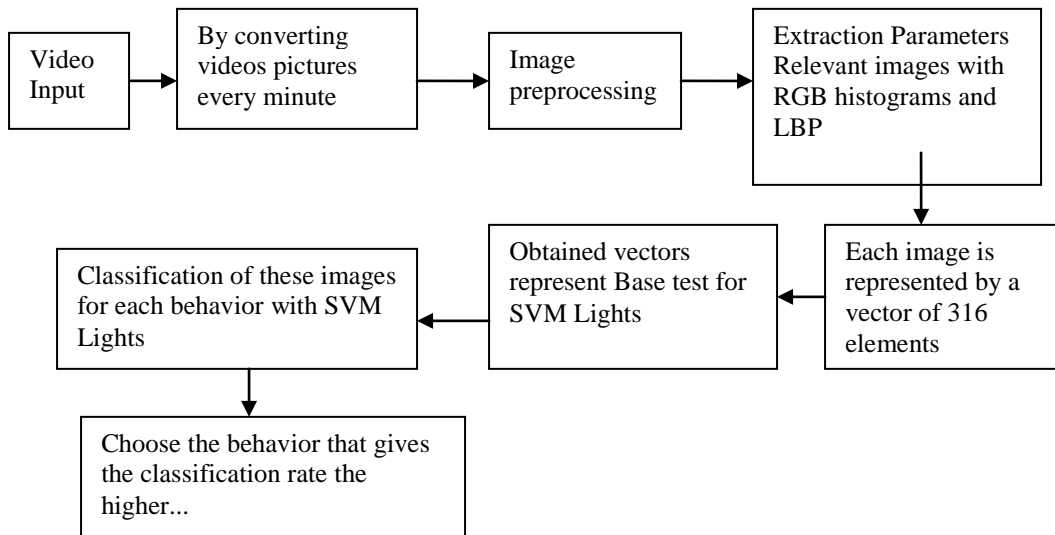 Video
Input
By converting
videos pictures
every minute
Image
preprocessing
Extraction Parameters
Relevant images with
RGB histograms and
LBP
Each image is
represented by a
vector of 316
elements
Obtained vectors
represent Base test for
SVM Lights
Classification of these images
for each behavior with SVM
Lights
Choose the behavior that gives
the classification rate the
higher...